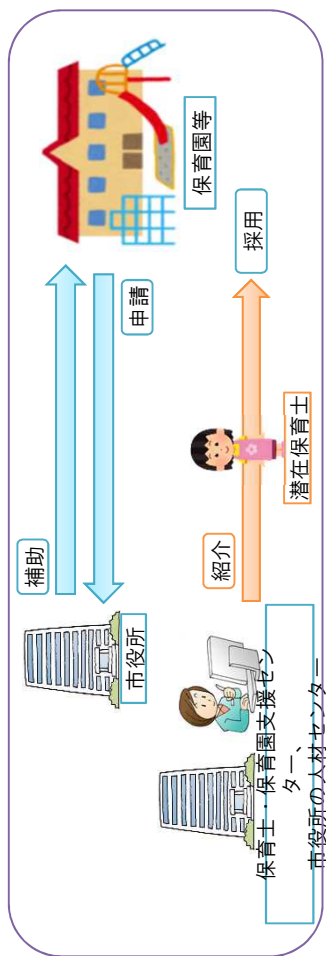 補助
申請
市役所
保育園等
紹介
採用
潜在保育士
保育士・保育園支援セン
ター、
市役所の人材センター